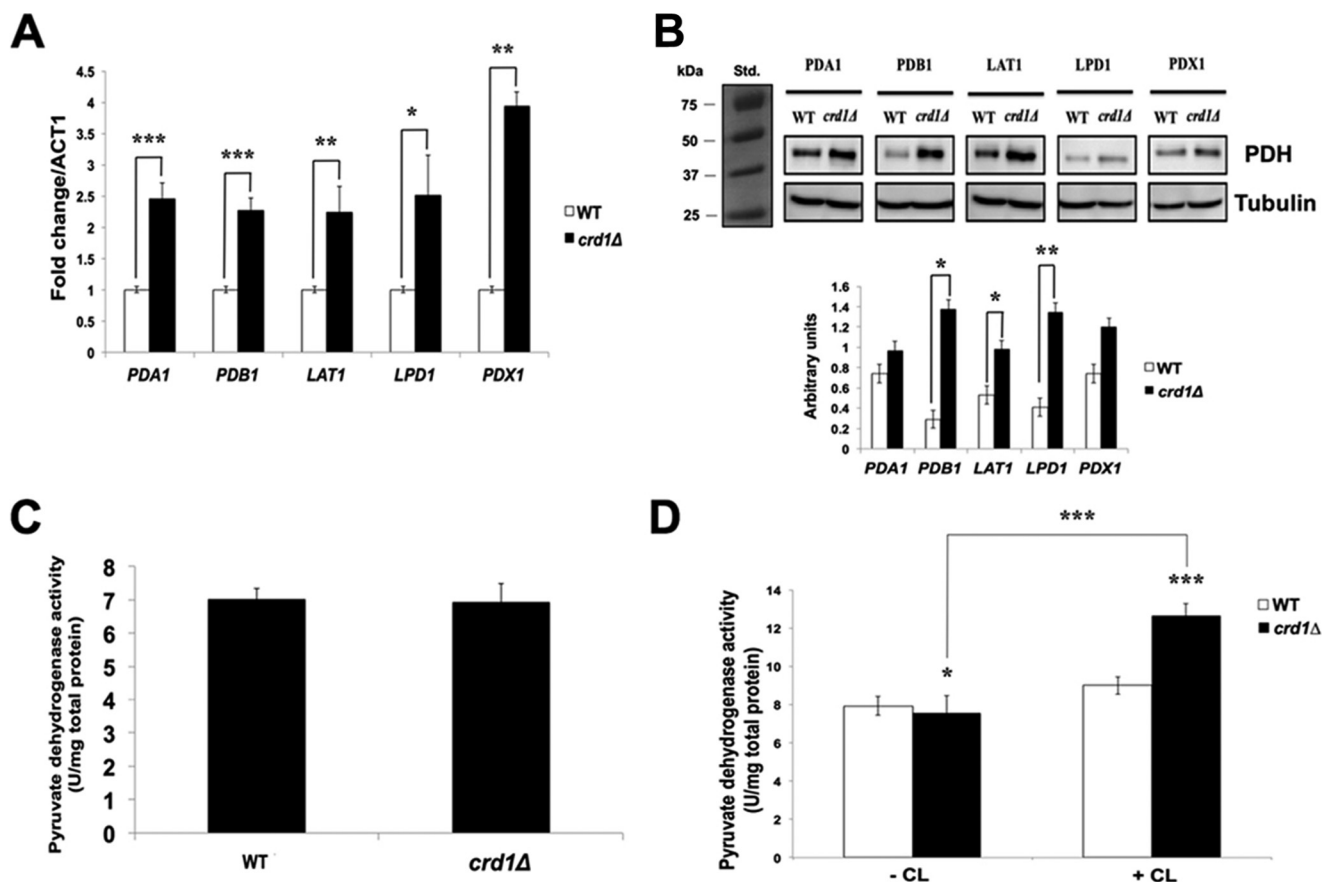 A
Fold change/ACT1
4.5
4
3.5
3
2.5
2
1.5
1
0.5
0
***
***
**
*
**
PDA1 PDB1 LAT1 LPD1 PDX1
WT
crd1Δ
B
kDa Std. PDA1 PDB1 LAT1 LPD1 PDX1
WT crd1Δ WT crd1Δ WT crd1Δ WT crd1Δ WT crd1Δ
75
50
37
25
PDH
Tubulin
Arbitrary units
1.6
1.4
1.2
1
0.8
0.6
0.4
0.2
0
*
*
**
PDA1 PDB1 LAT1 LPD1 PDX1
WT
crd1Δ
C
Pyruvate dehydrogenase activity
(U/mg total protein)
8
7
6
5
4
3
2
1
0
WT crd1Δ
D
Pyruvate dehydrogenase activity
(U/mg total protein)
14
12
10
8
6
4
2
0
***
*
***
- CL + CL
WT
crd1Δ